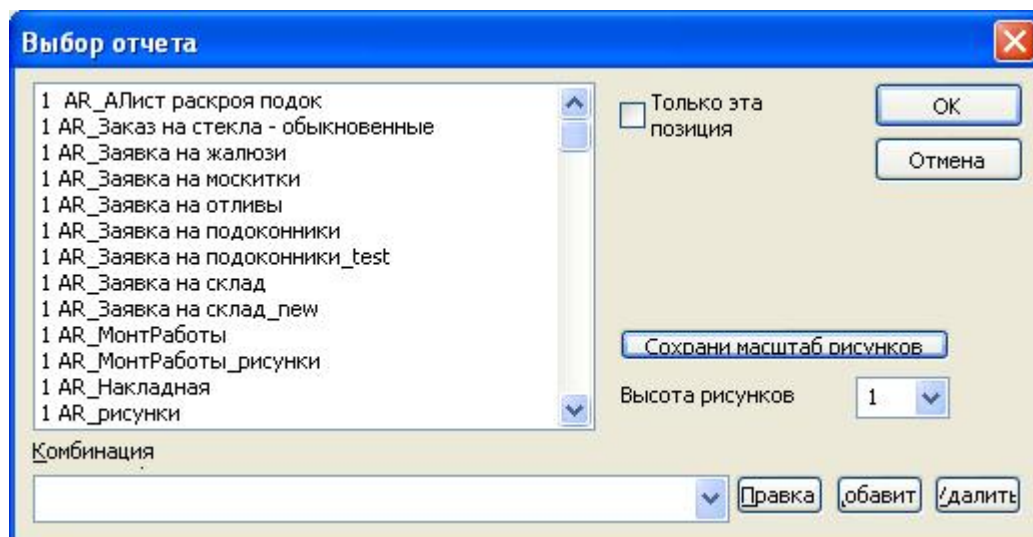 Выбор отчета
1 AR_АЛист раскроя подок
1 AR_Заказ на стекла - обыкновенные
1 AR_Заявка на жалюзи
1 AR_Заявка на москитки
1 AR_Заявка на отливы
1 AR_Заявка на подоконники
1 AR_Заявка на подоконники_test
1 AR_Заявка на склад
1 AR_Заявка на склад_new
1 AR_МонтРаботы
1 AR_МонтРаботы_рисунки
1 AR_Накладная
1 AR_рисунки
Только эта
позиция
OK
Отмена
Сохрани масштаб рисунков
Высота рисунков 1
Комбинация
Правка обавит далить